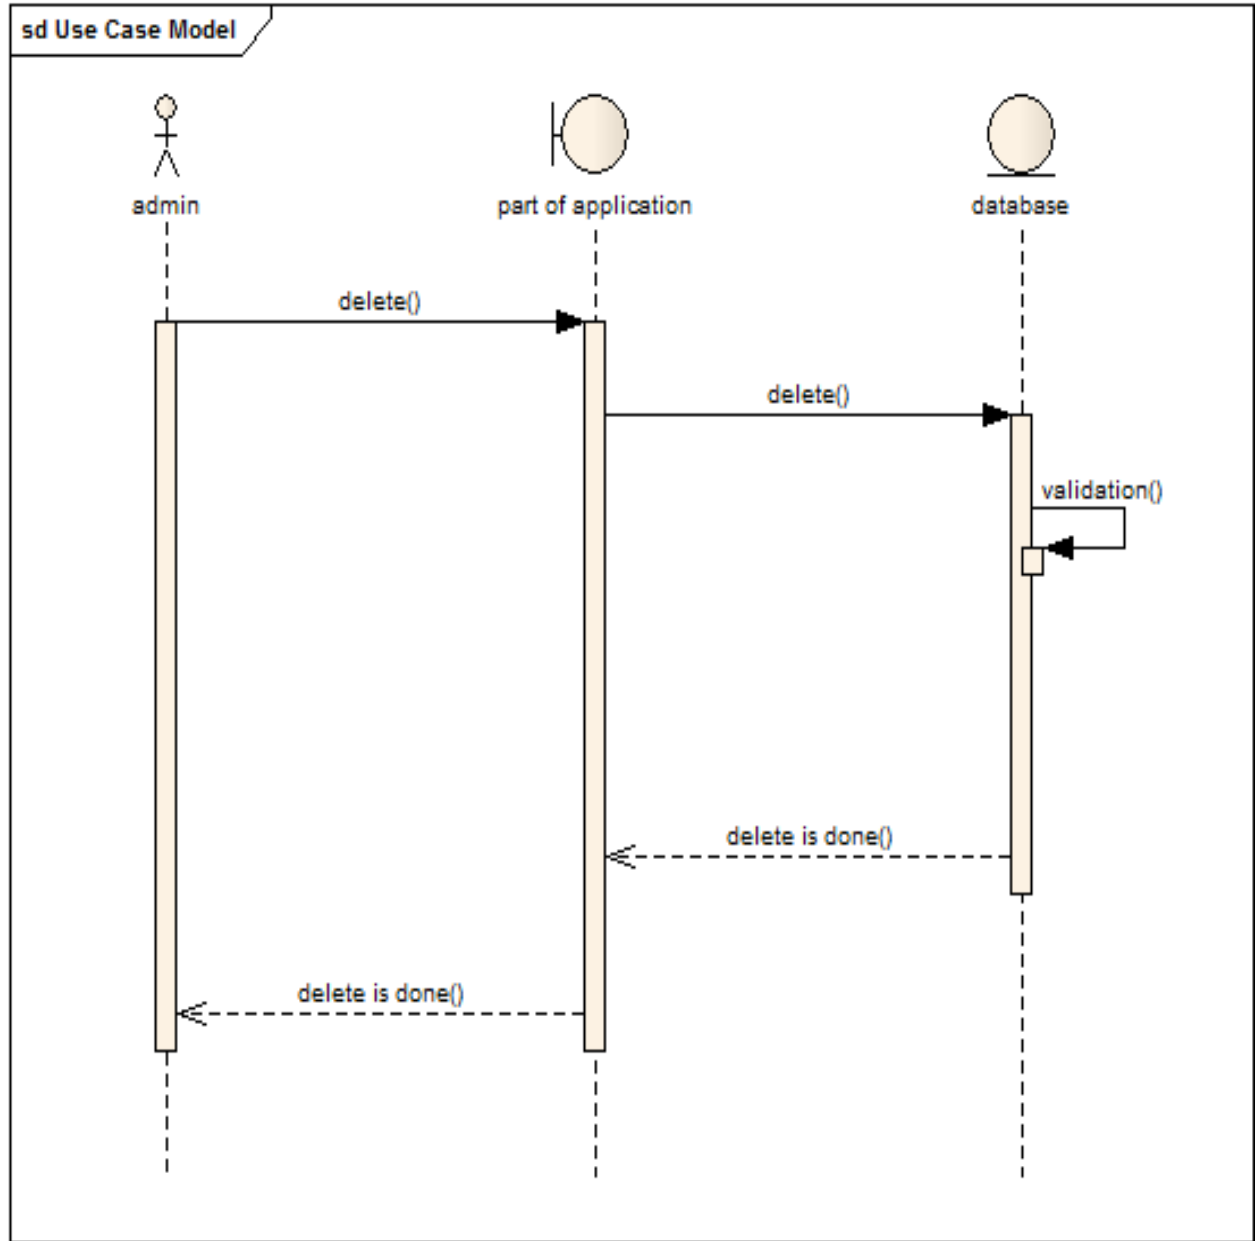 sd Use Case Model
admin
part of application
database
delete()
delete()
validation()
delete is done()
delete is done()